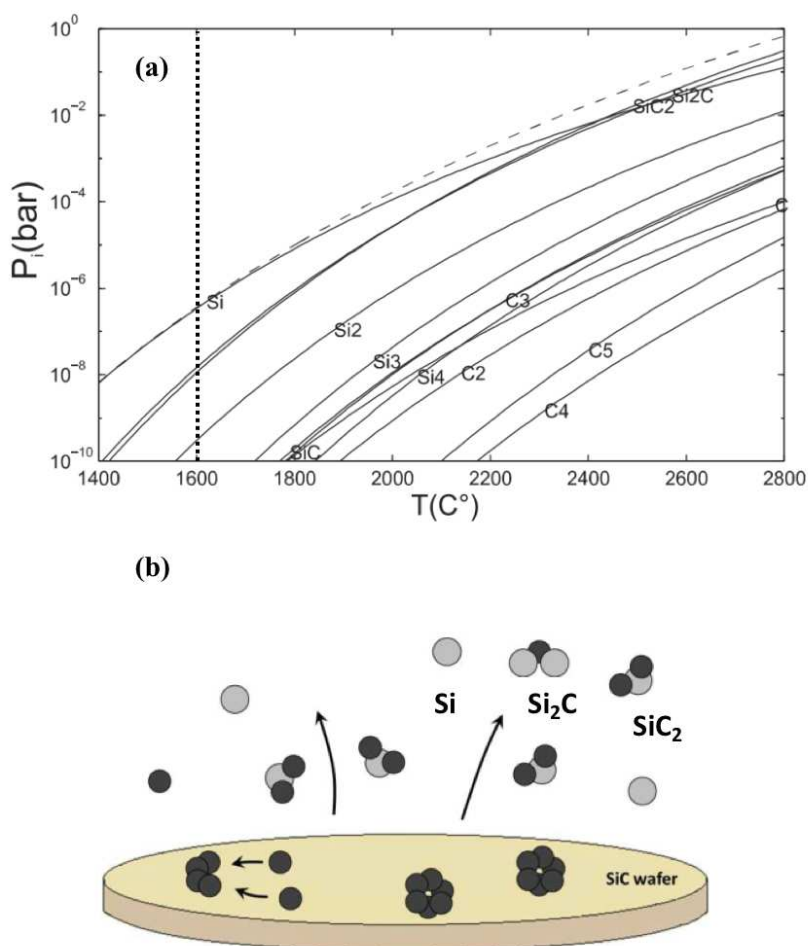 (a)
P_i(bar)
10^0
10^-2
10^-4
10^-6
10^-8
10^-10
Si2C
SiC2
C
Si
C3
Si2
C5
Si3
Si4
C2
C4
SiC
1400 1600 1800 2000 2200 2400 2600 2800
T(C°)
(b)
Si
Si₂C
SiC₂
SiC wafer